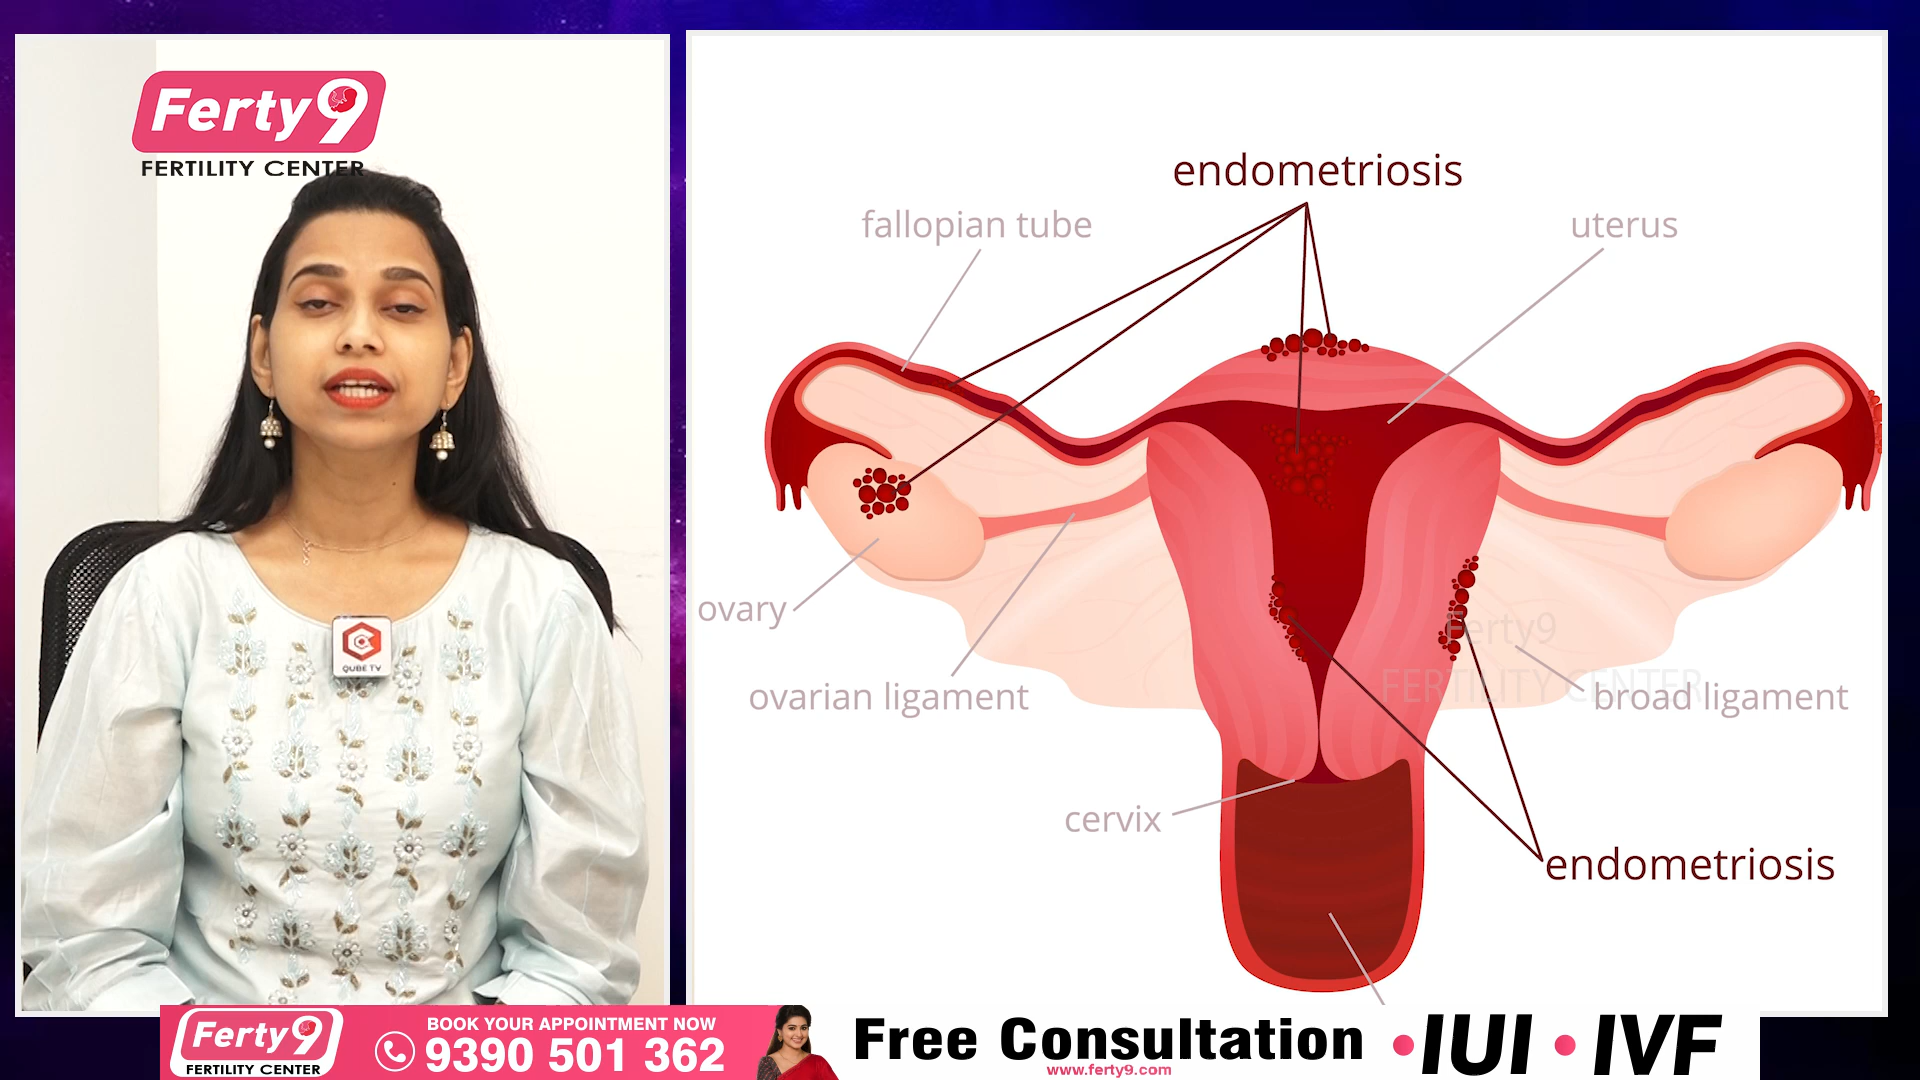 Ferty9
FERTILITY CENTER
QUBE TV
endometriosis
fallopian tube
uterus
ovary
ovarian ligament
Ferty9
FERTILITY CENTER
broad ligament
cervix
endometriosis
Ferty9
FERTILITY CENTER
BOOK YOUR APPOINTMENT NOW
9390 501 362
Free Consultation
www.ferty9.com
• IUI • IVF